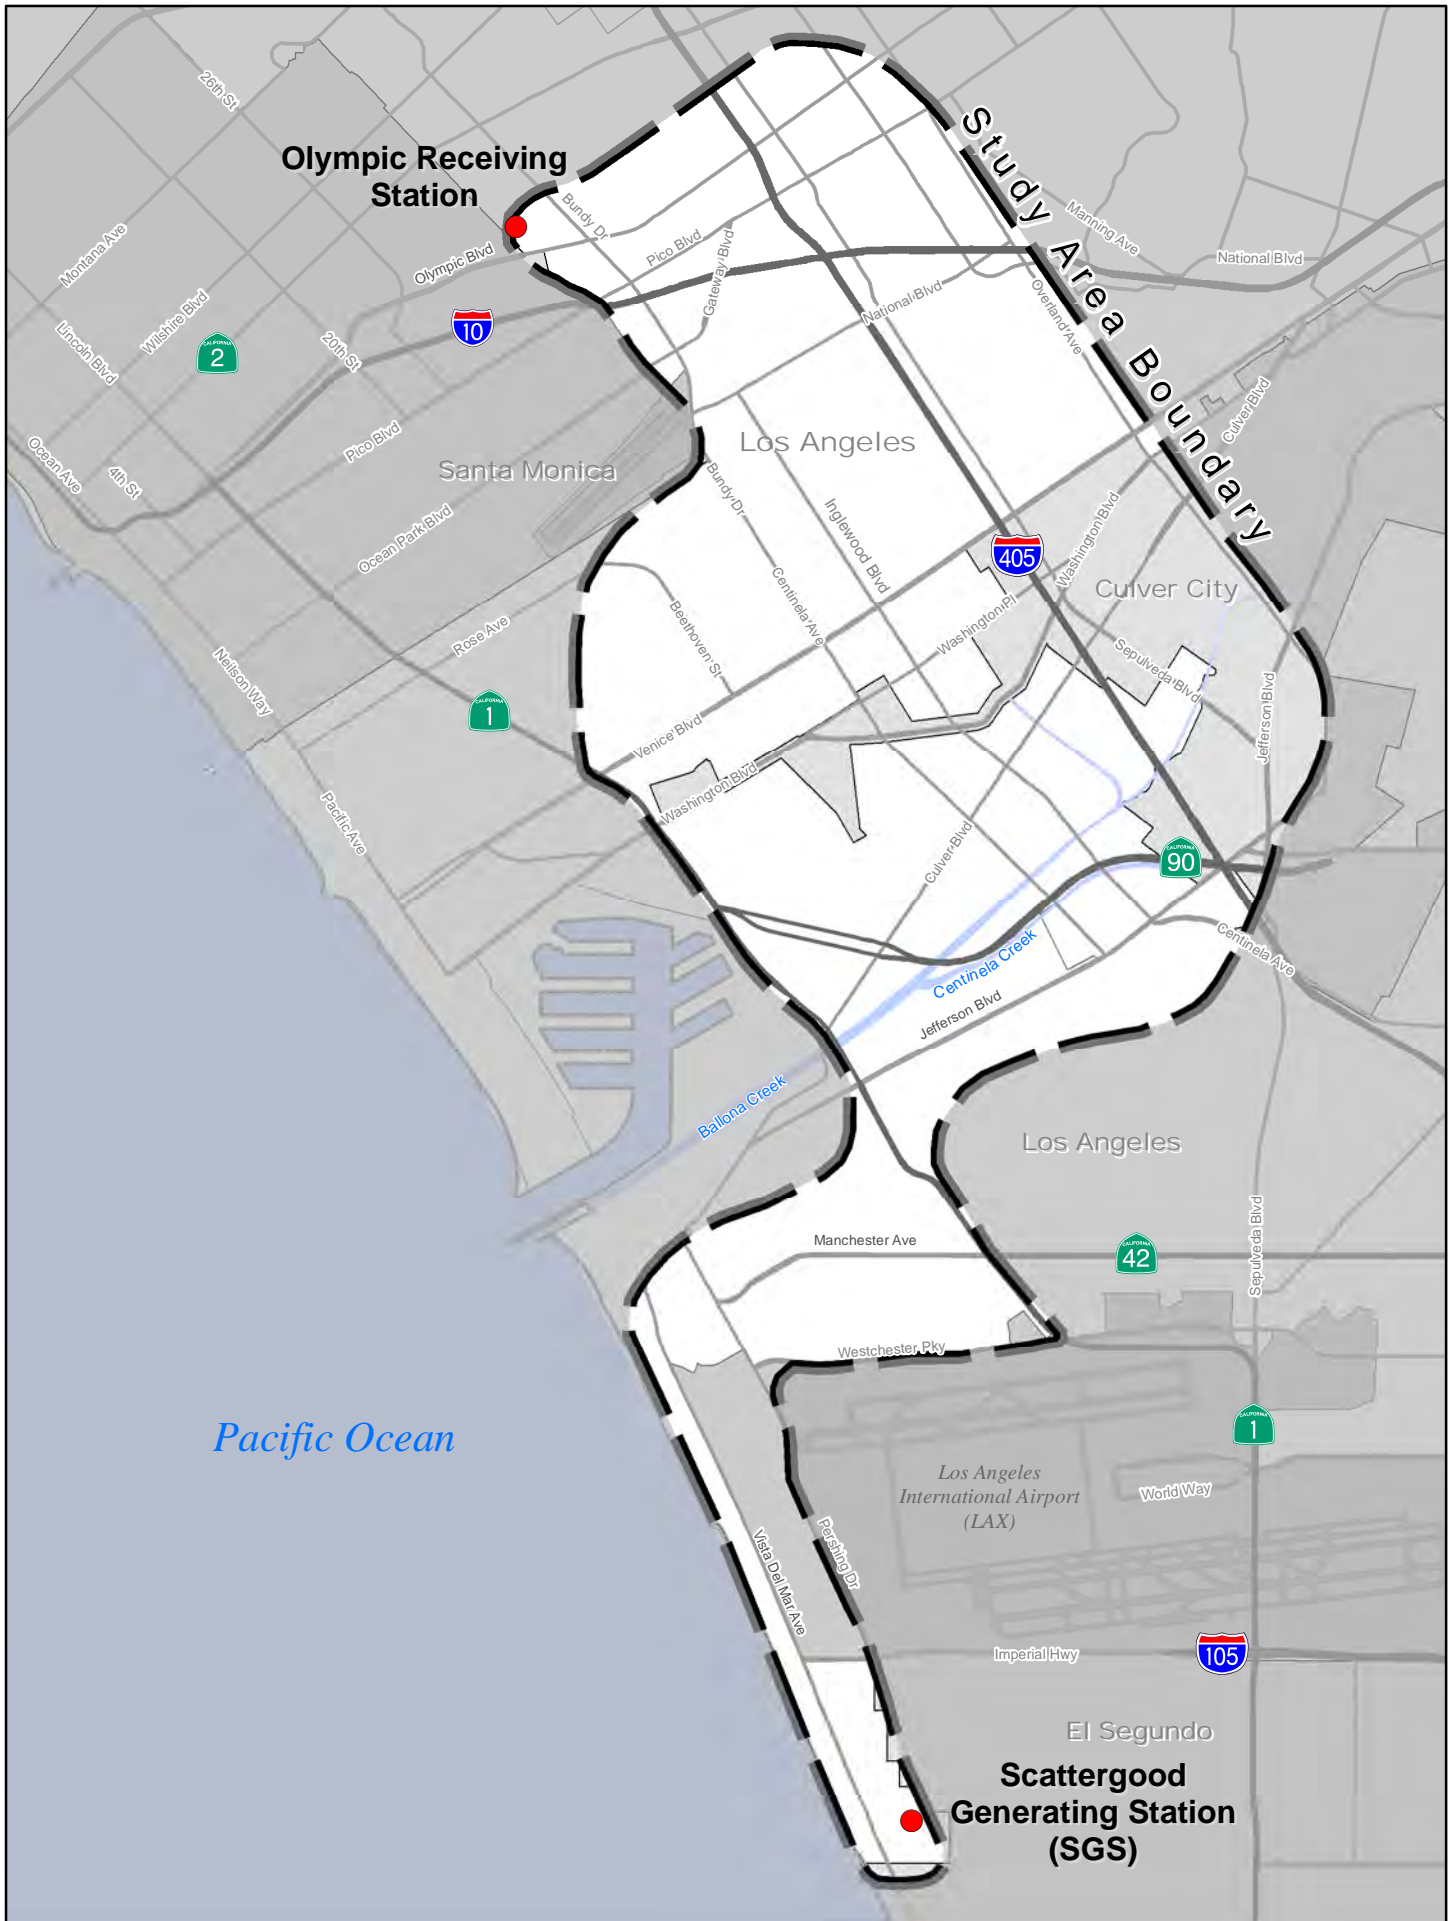 26th St
Study Area Boundary
Olympic Receiving
Station
Bundy Dr
Manning Ave
Montana Ave
Olympic Blvd
Pico Blvd
Gateway Blvd
National Blvd
National Blvd
Overland Ave
Wilshire Blvd
Lincoln Blvd
CALIFORNIA
2
20th St
10
Culver Blvd
Pico Blvd
Los Angeles
Santa Monica
Ocean Ave
4th St
Bundy Dr
Inglewood Blvd
Ocean Park Blvd
405
Washington Blvd
Culver City
Centinela Ave
Beethoven St
Washington Pl
Rose Ave
Neilson Way
Sepulveda Blvd
Jefferson Blvd
CALIFORNIA
1
Venice Blvd
Washington Blvd
Pacific Ave
Culver Blvd
CALIFORNIA
90
Centinela Ave
Centinela Creek
Jefferson Blvd
Ballona Creek
Los Angeles
Sepulveda Blvd
Manchester Ave
CALIFORNIA
42
Westchester Pky
Pacific Ocean
CALIFORNIA
1
Los Angeles
International Airport
(LAX)
World Way
Vista Del Mar Ave
Pershing Dr
Imperial Hwy
105
El Segundo
Scattergood
Generating Station
(SGS)